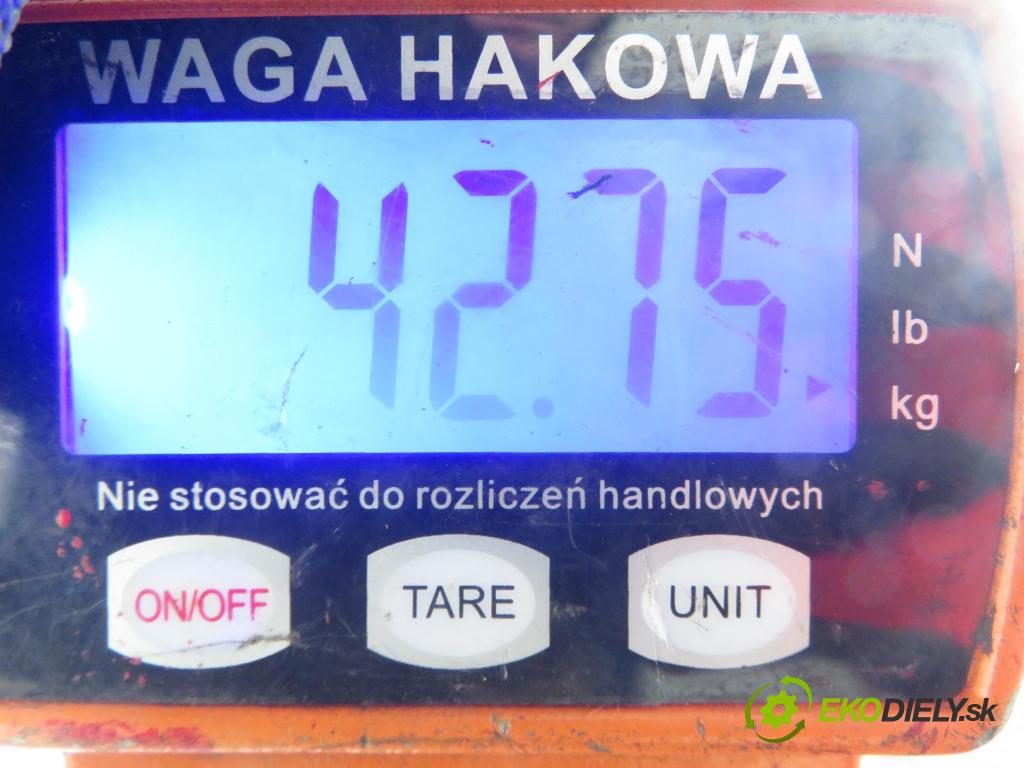 WAGA HAKOWA
42.75
N
lb
kg
Nie stosować do rozliczeń handlowych
ON/OFF TARE UNIT
EKODIELY.sk